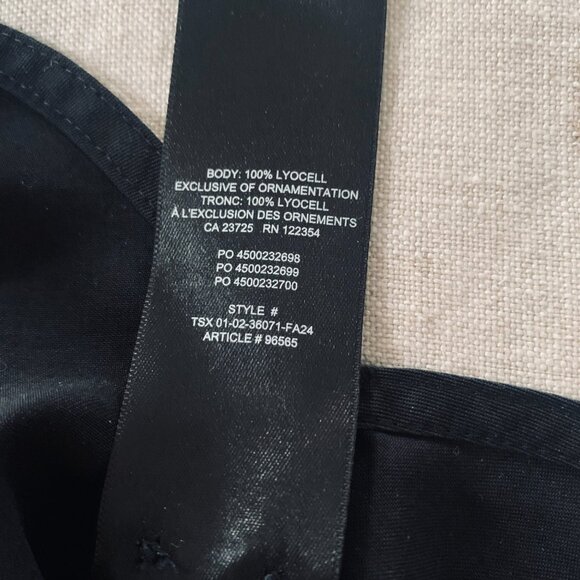 BODY: 100% LYOCELL
EXCLUSIVE OF ORNAMENTATION
TRONC: 100% LYOCELL
À L'EXCLUSION DES ORNEMENTS
CA 23725 RN 122354
PO 4500232698
PO 4500232699
PO 4500232700
STYLE #
TSX 01-02-36071-FA24
ARTICLE # 96565